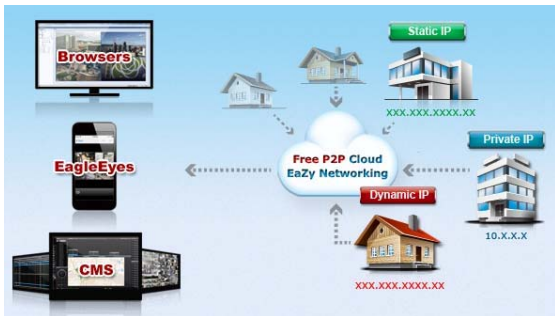 Browsers
Static IP
XXX.XXX.XXXX.XX
EagleEyes
Free P2P Cloud
EaZy Networking
Private IP
10.X.X.X
Dynamic IP
XXX.XXX.XXXX.XX
CMS